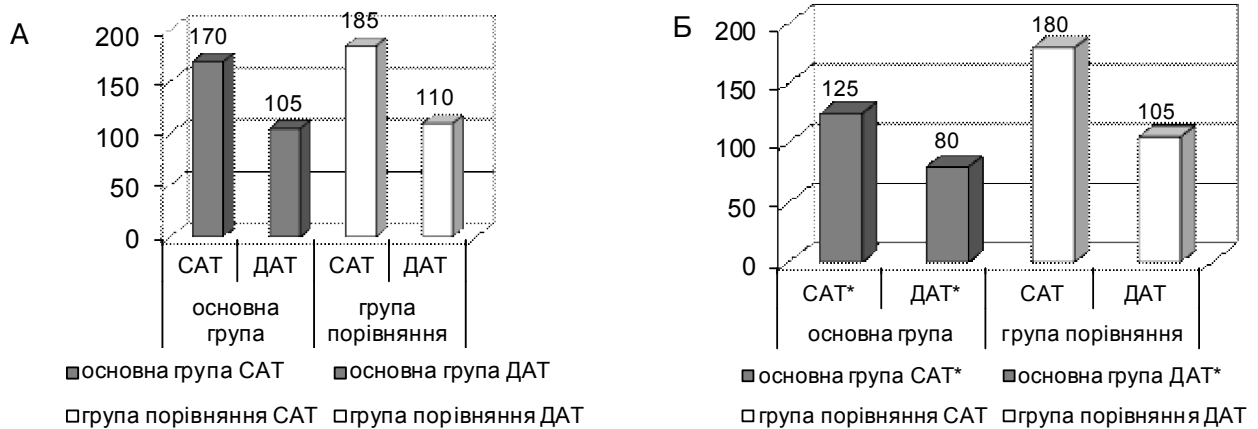 А
200
150
100
50
0
170
105
185
110
САТ ДАТ САТ ДАТ
основна група
група порівняння
основна група САТ основна група ДАТ
група порівняння САТ група порівняння ДАТ
Б
200
150
100
50
0
125
80
180
105
САТ* ДАТ* САТ ДАТ
основна група група порівняння
основна група САТ* основна група ДАТ*
група порівняння САТ група порівняння ДАТ